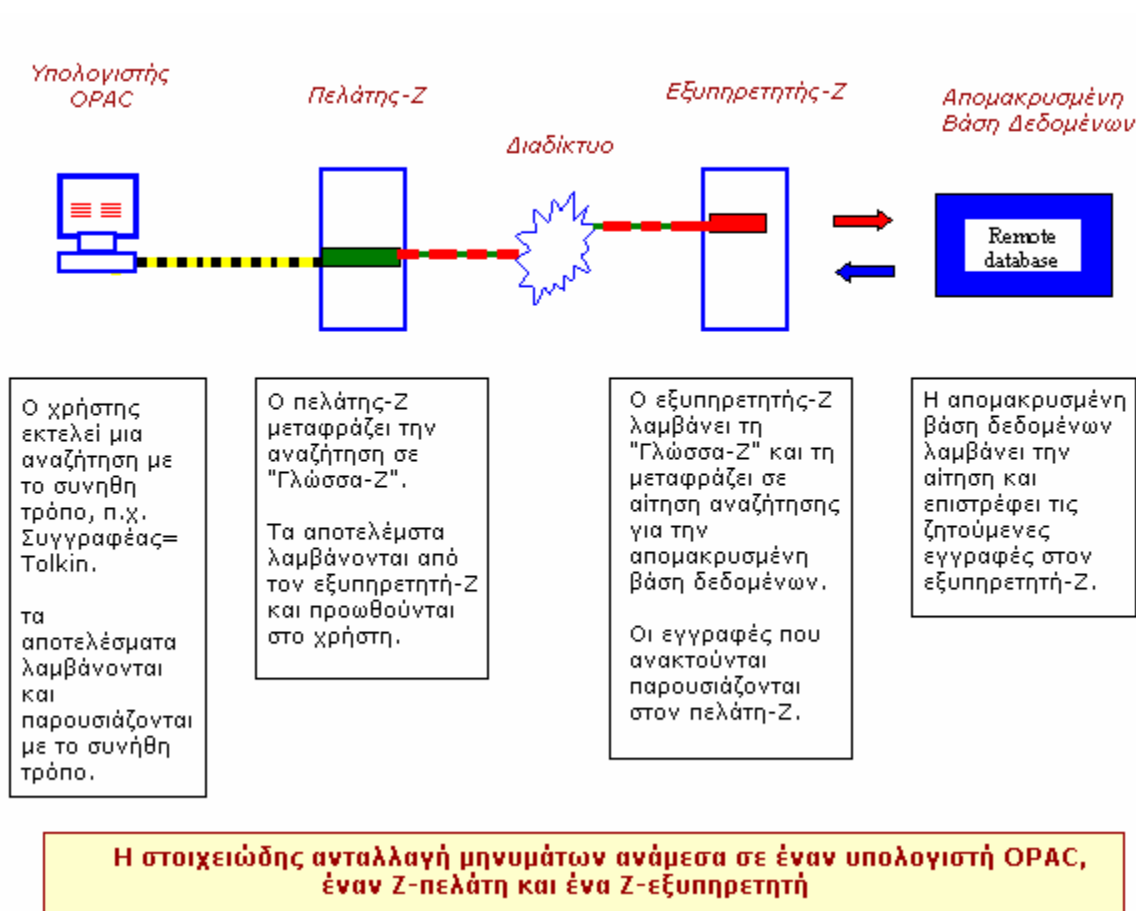 Υπολογιστής
OPAC
Πελάτης-Ζ
Διαδίκτυο
Εξυπηρετητής-Ζ
Απομακρυσμένη
Βάση Δεδομένων
Remote
database
Ο χρήστης
εκτελεί μια
αναζήτηση με
το συνηθη
τρόπο, π.χ.
Συγγραφέας=
Tolkin.
τα
αποτελέσματα
λαμβάνονται
και
παρουσιάζονται
με το συνήθη
τρόπο.
Ο πελάτης-Ζ
μεταφράζει την
αναζήτηση σε
"Γλώσσα-Ζ".
Τα αποτελέμστα
λαμβάνονται από
τον εξυπηρετητή-Ζ
και προωθούνται
στο χρήστη.
Ο εξυπηρετητής-Ζ
λαμβάνει τη
"Γλώσσα-Ζ" και τη
μεταφράζει σε
αίτηση αναζήτησης
για την
απομακρυσμένη
βάση δεδομένων.
Οι εγγραφές που
ανακτούνται
παρουσιάζονται
στον πελάτη-Ζ.
Η απομακρυσμένη
βάση δεδομένων
λαμβάνει την
αίτηση και
επιστρέφει τις
ζητούμενες
εγγραφές στον
εξυπηρετητή-Ζ.
Η στοιχειώδης ανταλλαγή μηνυμάτων ανάμεσα σε έναν υπολογιστή OPAC,
έναν Ζ-πελάτη και ένα Ζ-εξυπηρετητή